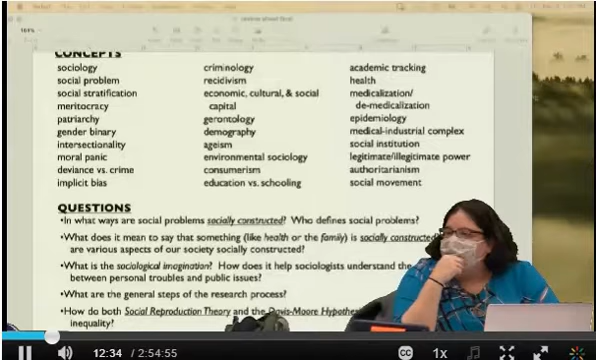 CONCEPTS
sociology
social problem
social stratification
meritocracy
patriarchy
gender binary
intersectionality
moral panic
deviance vs. crime
implicit bias
criminology
recidivism
economic, cultural, & social
capital
gerontology
demography
ageism
environmental sociology
consumerism
education vs. schooling
academic tracking
health
medicalization/
de-medicalization
epidemiology
medical-industrial complex
social institution
legitimate/illegitimate power
authoritarianism
social movement
QUESTIONS
•In what ways are social problems socially constructed? Who defines social problems?
•What does it mean to say that something (like health or the family) is socially constructed?
are various aspects of our society socially constructed?
•What is the sociological imagination? How does it help sociologists understand the
between personal troubles and public issues?
•What are the general steps of the research process?
•How do both Social Reproduction Theory and the Davis-Moore Hypothe
inequality?
12:34 / 2:54:55
CC
1x